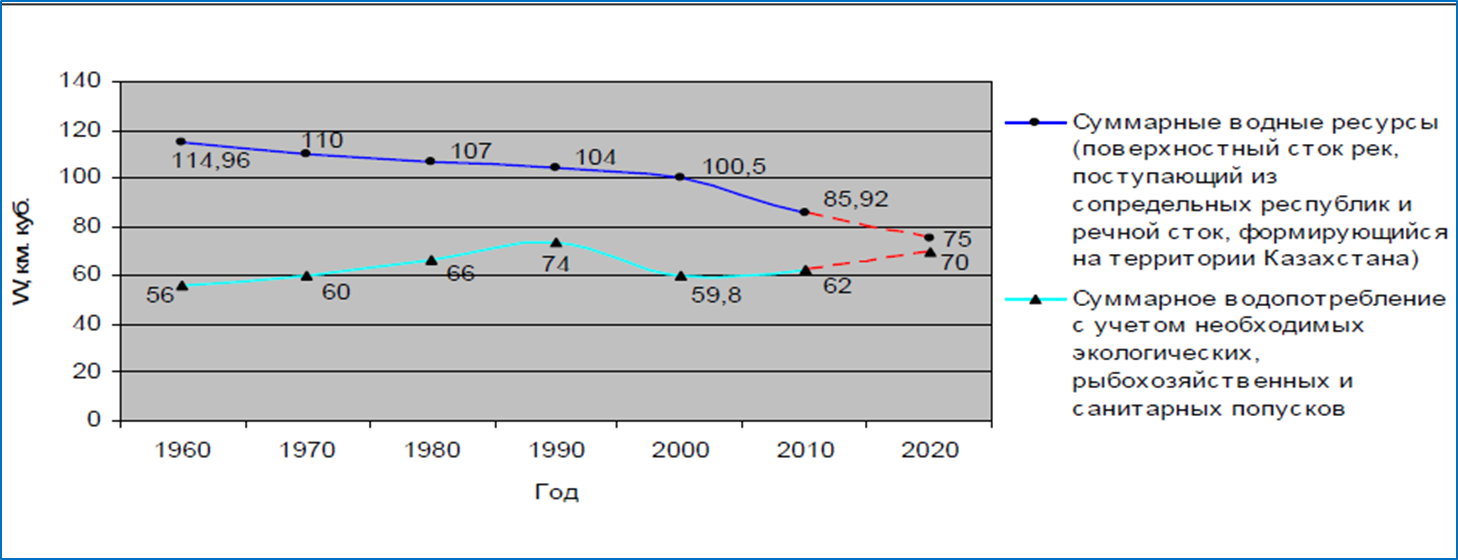 140
120
100
80
60
40
20
0
W, км. куб.
114,96
110
107
104
100,5
85,92
75
56
60
66
74
59,8
62
70
1960 1970 1980 1990 2000 2010 2020
Год
Суммарные водные ресурсы
(поверхностный сток рек,
поступающий из
сопредельных республик и
речной сток, формирующийся
на территории Казахстана)
Суммарное водопотребление
с учетом необходимых
экологических,
рыбохозяйственных и
санитарных попусков